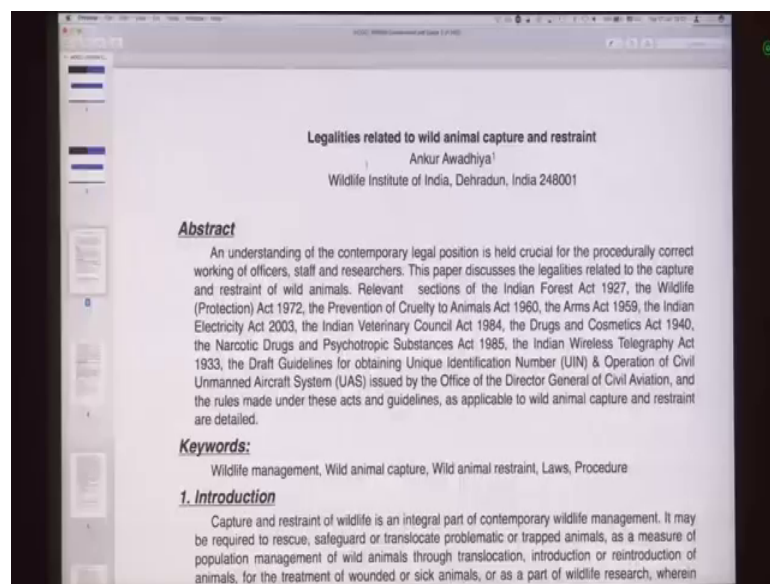 Legalities related to wild animal capture and restraint
Ankur Awadhiya¹
Wildlife Institute of India, Dehradun, India 248001
Abstract
An understanding of the contemporary legal position is held crucial for the procedurally correct
working of officers, staff and researchers. This paper discusses the legalities related to the capture
and restraint of wild animals. Relevant sections of the Indian Forest Act 1927, the Wildlife
(Protection) Act 1972, the Prevention of Cruelty to Animals Act 1960, the Arms Act 1959, the Indian
Electricity Act 2003, the Indian Veterinary Council Act 1984, the Drugs and Cosmetics Act 1940,
the Narcotic Drugs and Psychotropic Substances Act 1985, the Indian Wireless Telegraphy Act
1933, the Draft Guidelines for obtaining Unique Identification Number (UIN) & Operation of Civil
Unmanned Aircraft System (UAS) issued by the Office of the Director General of Civil Aviation, and
the rules made under these acts and guidelines, as applicable to wild animal capture and restraint
are detailed.
Keywords:
Wildlife management, Wild animal capture, Wild animal restraint, Laws, Procedure
1. Introduction
Capture and restraint of wildlife is an integral part of contemporary wildlife management. It may
be required to rescue, safeguard or translocate problematic or trapped animals, as a measure of
population management of wild animals through translocation, introduction or reintroduction of
animals, for the treatment of wounded or sick animals, or as a part of wildlife research, wherein